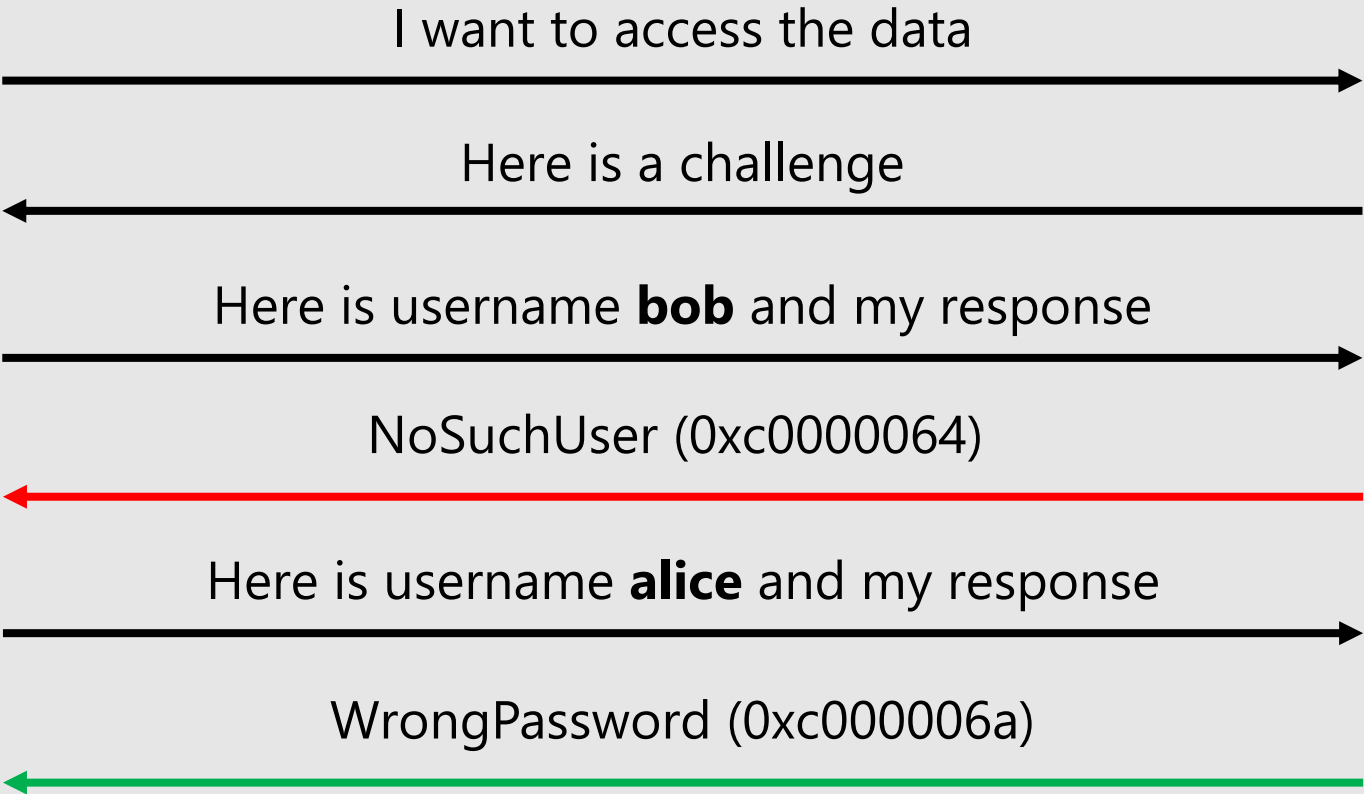 I want to access the data
Here is a challenge
Here is username bob and my response
NoSuchUser (0xc0000064)
Here is username alice and my response
WrongPassword (0xc000006a)